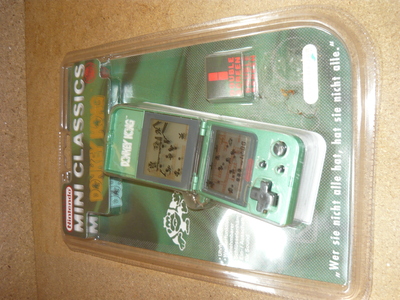 Nintendo
MINI CLASSICS
DONKEY KONG
DONKEY KONG
„Wer sie nicht alle hat, hat sie nicht alle.“